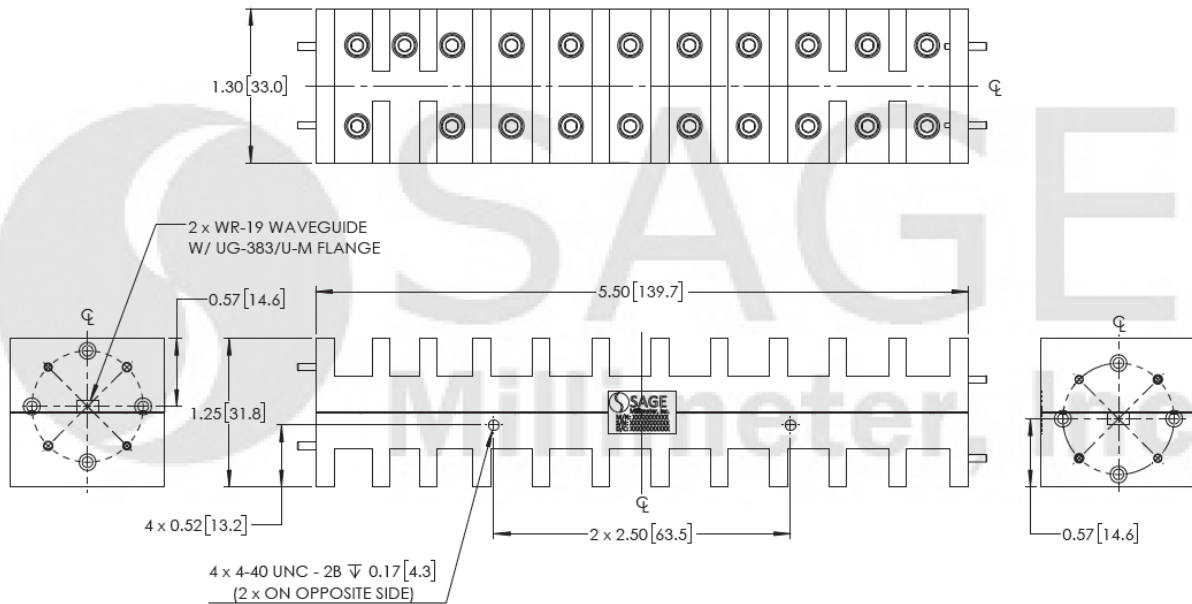 1.30[33.0]
℄
SAGE
Millimeter, Inc
2 x WR-19 WAVEGUIDE
W/ UG-383/U-M FLANGE
0.57[14.6]
5.50[139.7]
℄
℄
1.25[31.8]
SAGE
Millimeter, Inc.
℄
4 x 0.52[13.2]
2 x 2.50[63.5]
0.57[14.6]
4 x 4-40 UNC - 2B ↧ 0.17[4.3]
(2 x ON OPPOSITE SIDE)